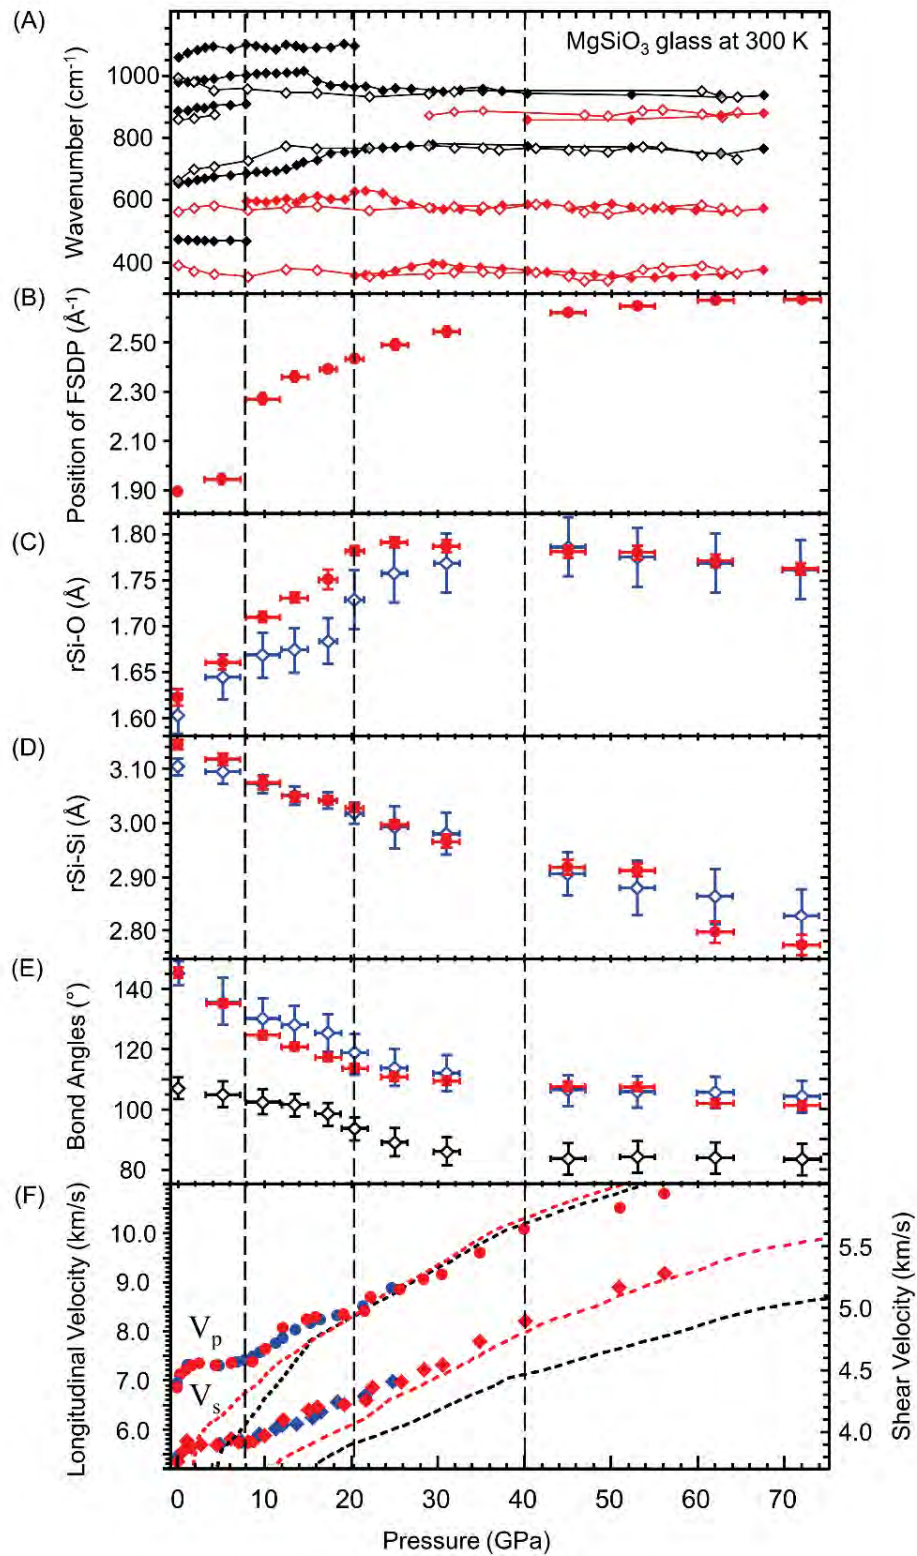 (A)
MgSiO3 glass at 300 K
Wavenumber (cm-1)
1000
800
600
400
(B)
Position of FSDP (Å-1)
2.50
2.30
2.10
1.90
(C)
rSi-O (Å)
1.80
1.75
1.70
1.65
1.60
(D)
rSi-Si (Å)
3.10
3.00
2.90
2.80
(E)
Bond Angles (°)
140
120
100
80
(F)
Longitudinal Velocity (km/s)
10.0
9.0
8.0
7.0
6.0
Vp
Vs
Shear Velocity (km/s)
5.5
5.0
4.5
4.0
0 10 20 30 40 50 60 70
Pressure (GPa)